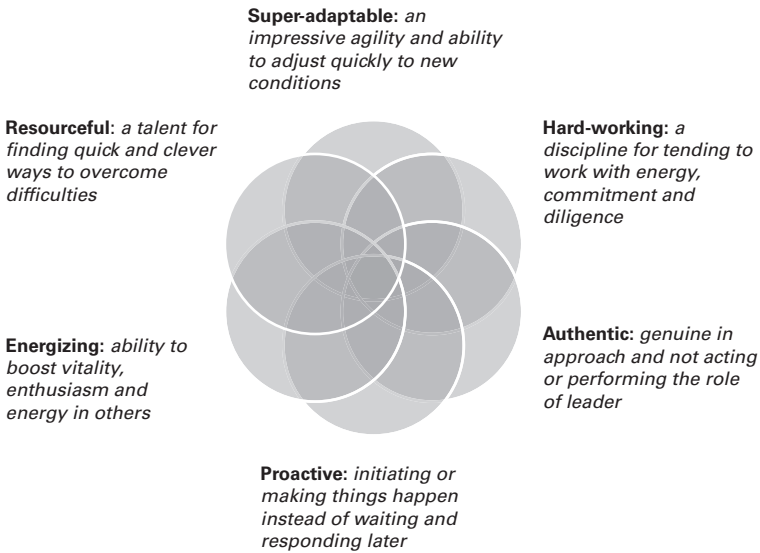 Super-adaptable: an
impressive agility and ability
to adjust quickly to new
conditions
Resourceful: a talent for
finding quick and clever
ways to overcome
difficulties
Hard-working: a
discipline for tending to
work with energy,
commitment and
diligence
Energizing: ability to
boost vitality,
enthusiasm and
energy in others
Authentic: genuine in
approach and not acting
or performing the role
of leader
Proactive: initiating or
making things happen
instead of waiting and
responding later